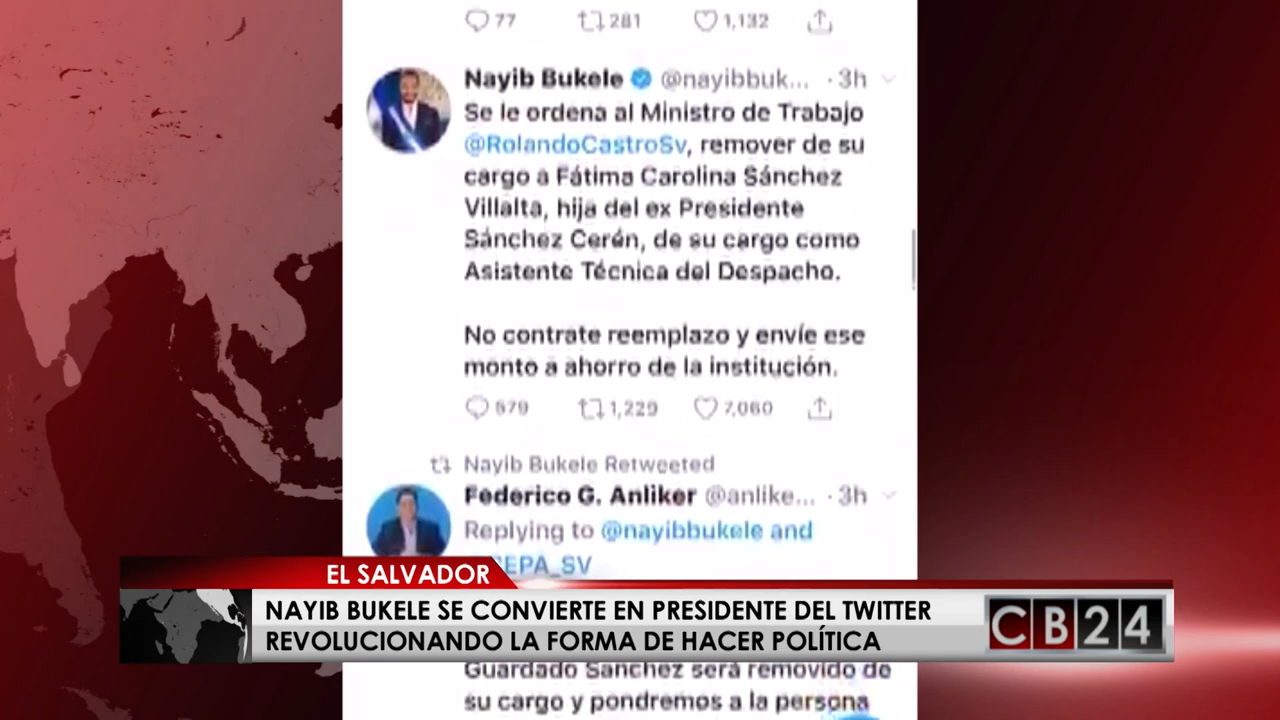 77 281 1,132
Nayib Bukele @nayibbuk... · 3h
Se le ordena al Ministro de Trabajo
@RolandoCastroSv, remover de su
cargo a Fátima Carolina Sánchez
Villalta, hija del ex Presidente
Sánchez Cerén, de su cargo como
Asistente Técnica del Despacho.
No contrate reemplazo y envíe ese
monto a ahorro de la institución.
979 1,229 7,060
Nayib Bukele Retweeted
Federico G. Anliker @anlike... · 3h
Replying to @nayibbukele and
EPA_SV
EL SALVADOR
NAYIB BUKELE SE CONVIERTE EN PRESIDENTE DEL TWITTER
REVOLUCIONANDO LA FORMA DE HACER POLÍTICA
CB24
Guardado Sánchez será removido de
su cargo y pondremos a la persona